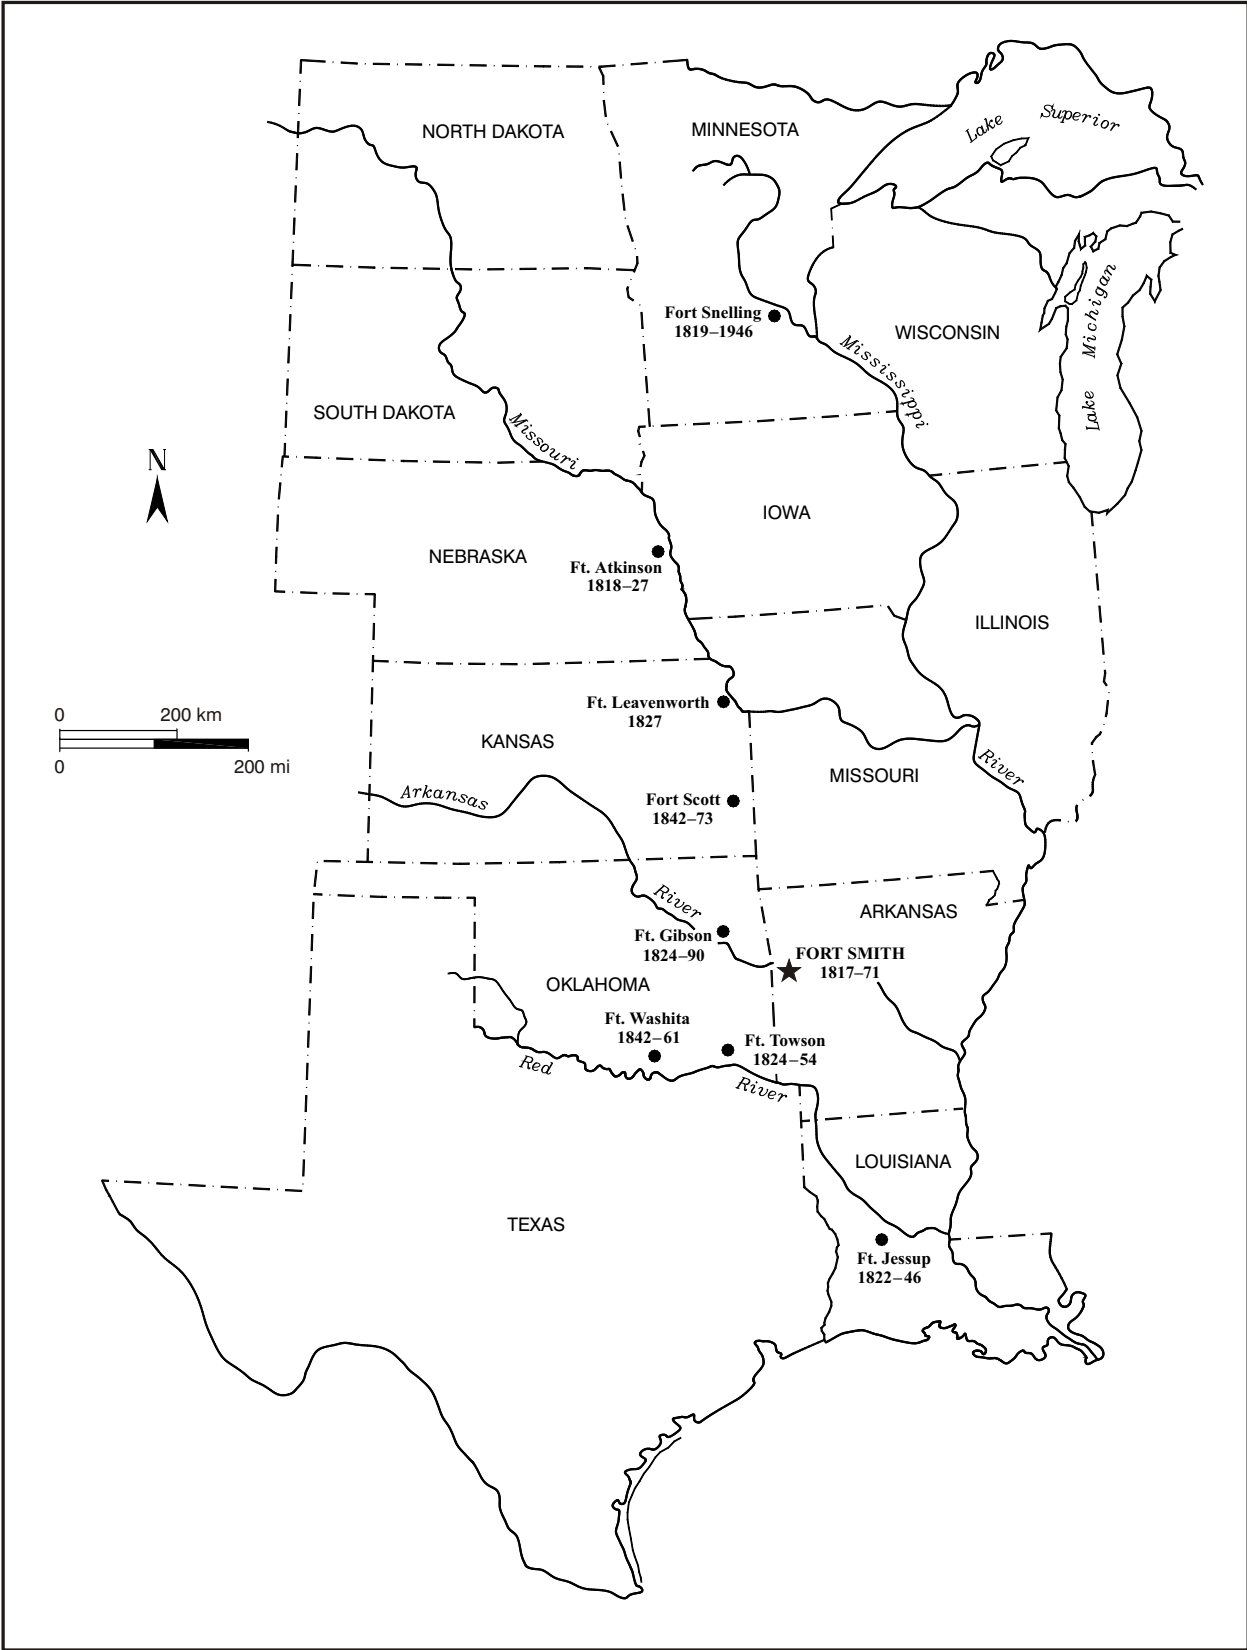 Lake Superior
NORTH DAKOTA
MINNESOTA
Lake Michigan
Fort Snelling
1819–1946
WISCONSIN
Mississippi
SOUTH DAKOTA
Missouri
N
IOWA
NEBRASKA
Ft. Atkinson
1818–27
ILLINOIS
Ft. Leavenworth
1827
0 200 km
0 200 mi
KANSAS
River
MISSOURI
Arkansas
Fort Scott
1842–73
River
ARKANSAS
Ft. Gibson
1824–90
FORT SMITH
1817–71
OKLAHOMA
Ft. Washita
1842–61
Ft. Towson
1824–54
Red
River
LOUISIANA
TEXAS
Ft. Jessup
1822–46